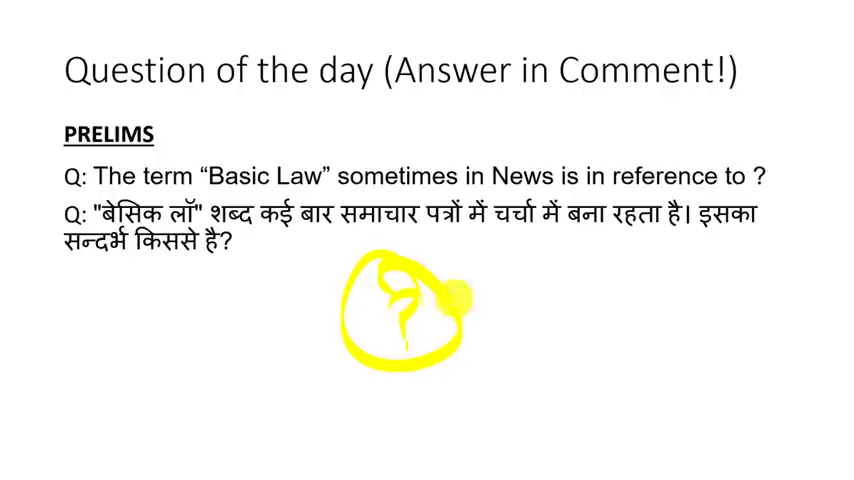 Question of the day (Answer in Comment!)
PRELIMS
Q: The term “Basic Law” sometimes in News is in reference to ?
Q: "बेसिक लॉ" शब्द कई बार समाचार पत्रों में चर्चा में बना रहता है। इसका
सन्दर्भ किससे है?
?